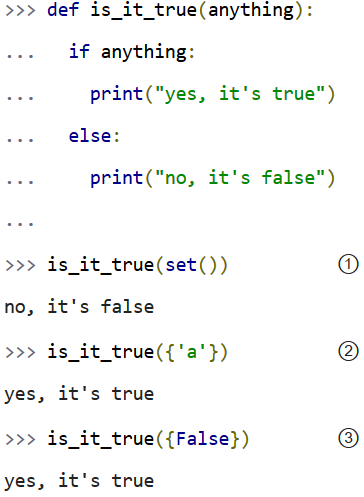 >>> def is_it_true(anything):
...   if anything:
...     print("yes, it's true")
...   else:
...     print("no, it's false")
...
>>> is_it_true(set()) ①
no, it's false
>>> is_it_true({'a'}) ②
yes, it's true
>>> is_it_true({False}) ③
yes, it's true